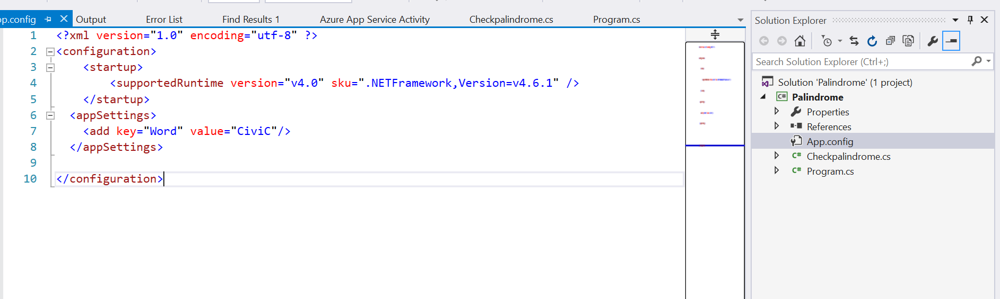 pp.config Output Error List Find Results 1 Azure App Service Activity Checkpalindrome.cs Program.cs
1 <?xml version="1.0" encoding="utf-8" ?>
2 <configuration>
3 <startup>
4 <supportedRuntime version="v4.0" sku=".NETFramework,Version=v4.6.1" />
5 </startup>
6 <appSettings>
7 <add key="Word" value="CiviC"/>
8 </appSettings>
9
10 </configuration>
Solution Explorer
Search Solution Explorer (Ctrl+;)
Solution 'Palindrome' (1 project)
C# Palindrome
Properties
References
App.config
C# Checkpalindrome.cs
C# Program.cs